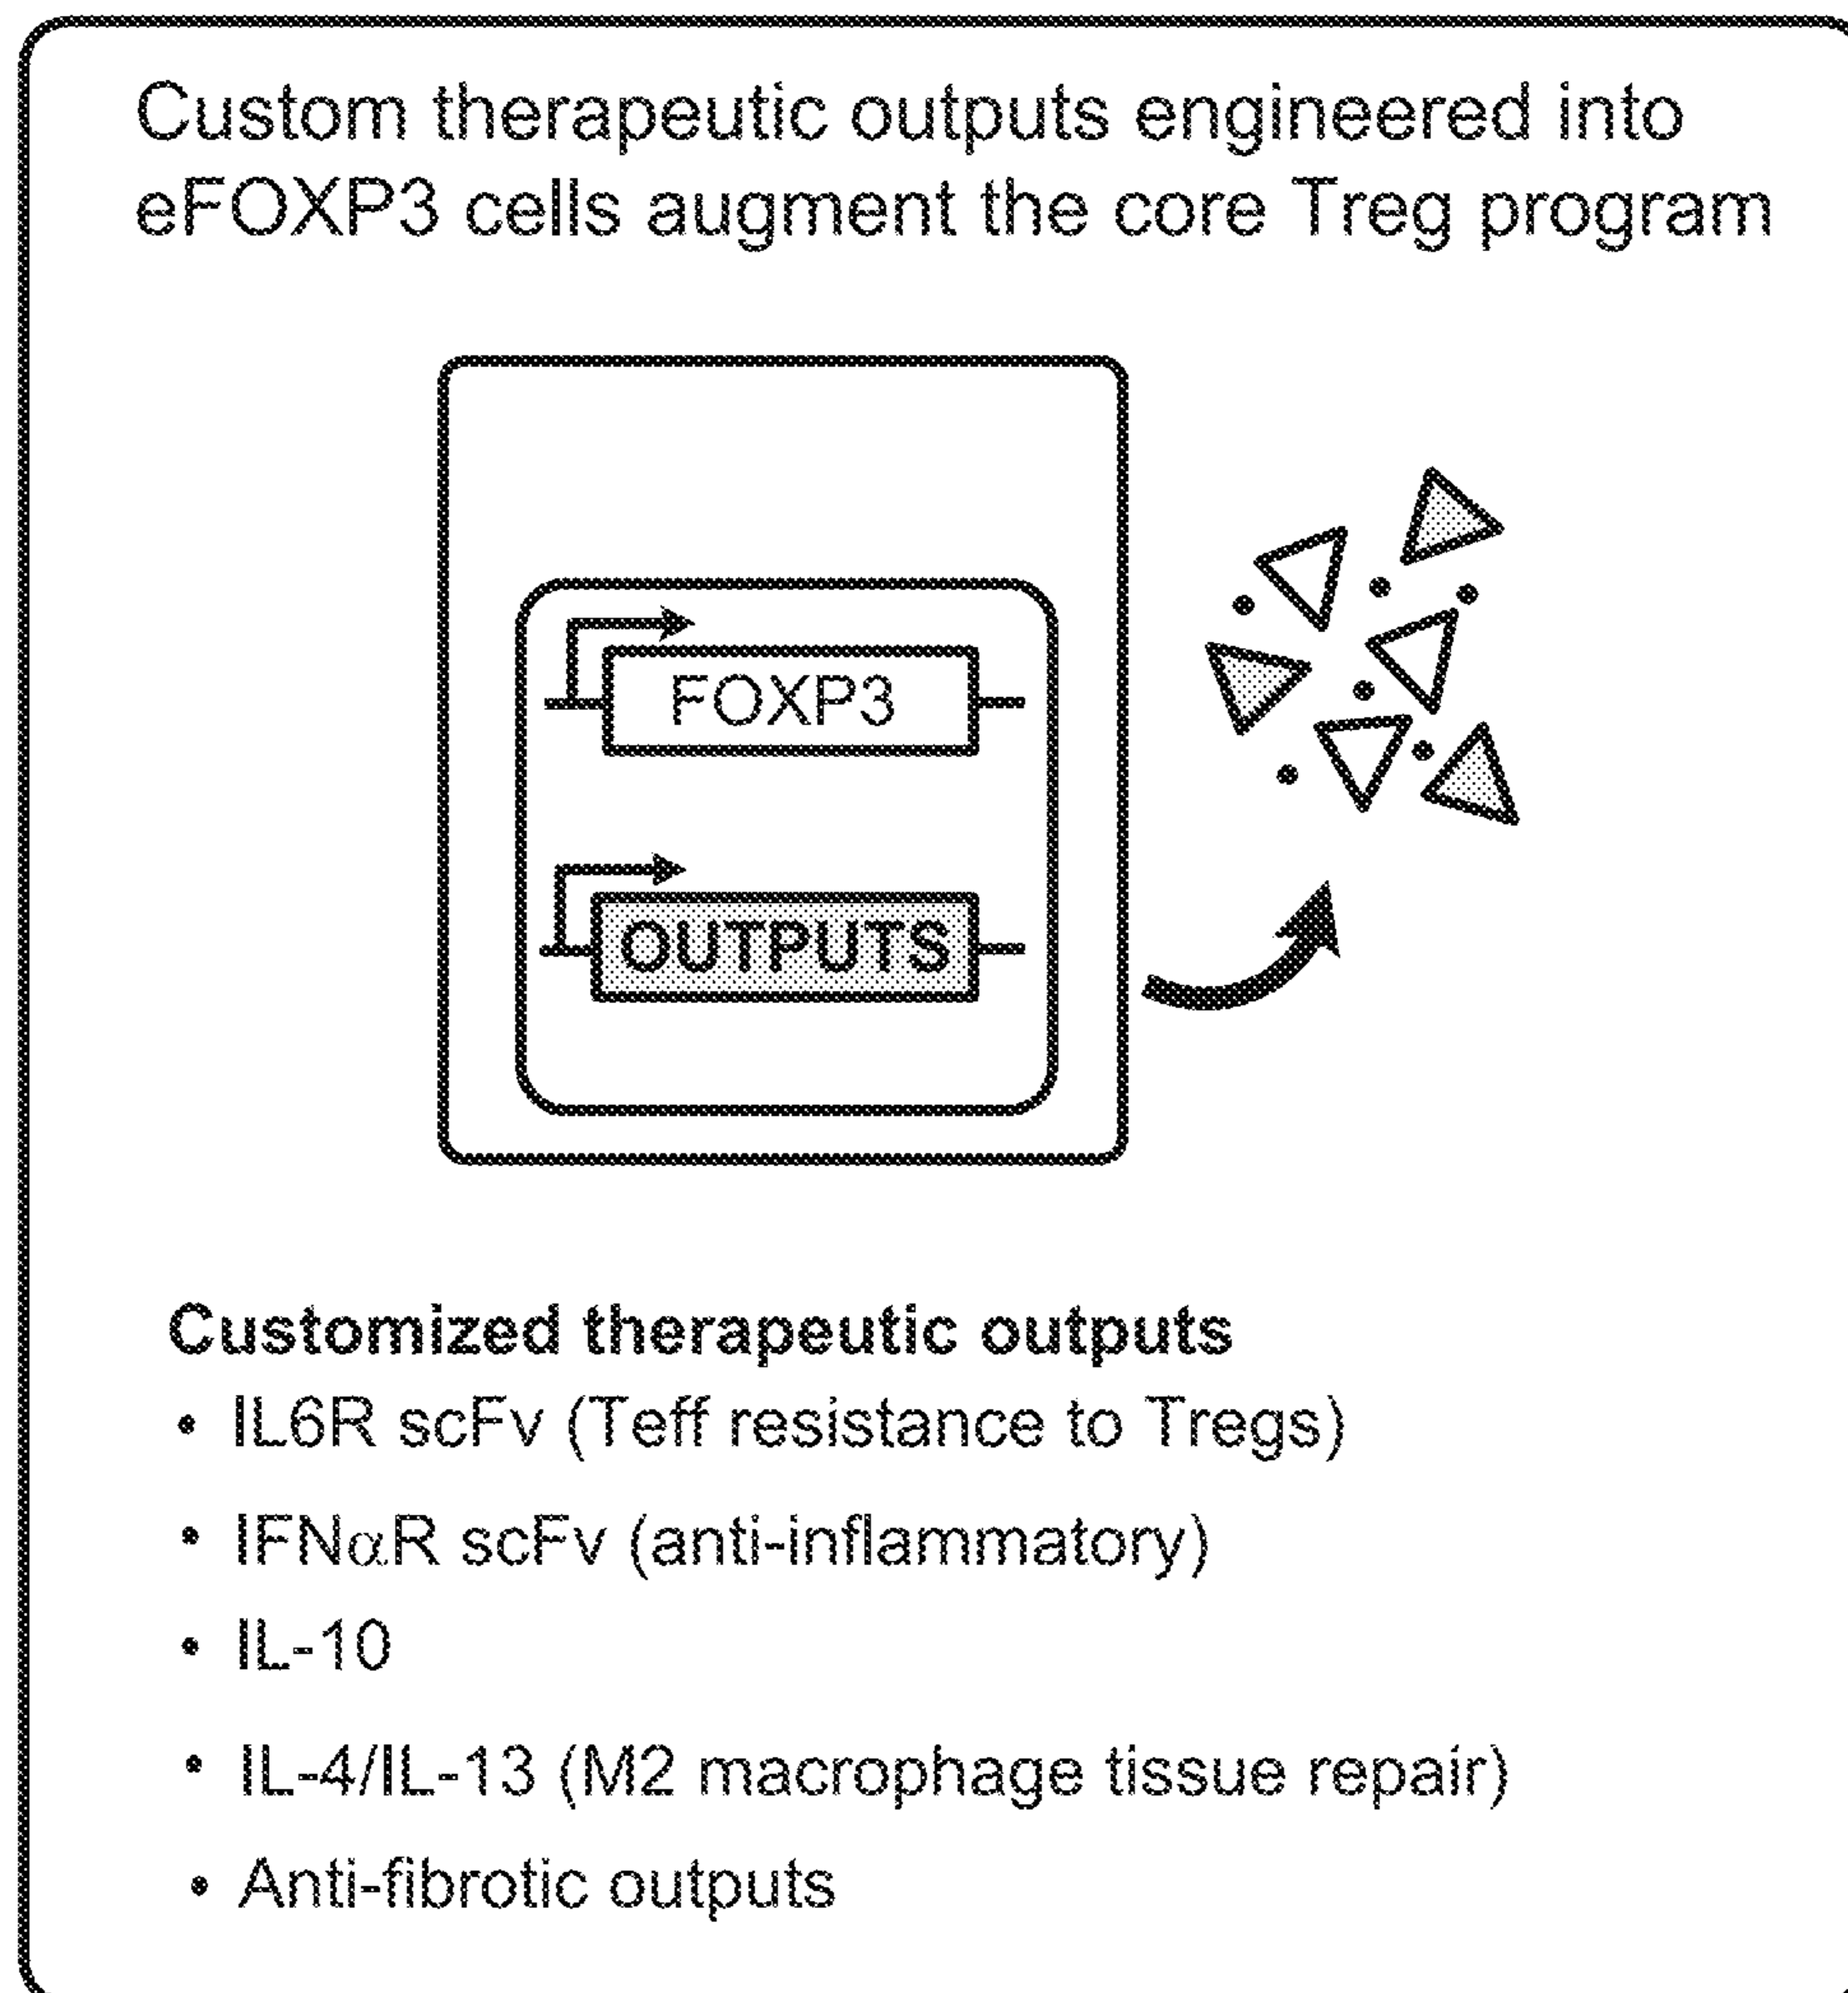 Custom therapeutic outputs engineered into
eFOXP3 cells augment the core Treg program
FOXP3
OUTPUTS
Customized therapeutic outputs
• IL6R scFv (Teff resistance to Tregs)
• IFNαR scFv (anti-inflammatory)
• IL-10
• IL-4/IL-13 (M2 macrophage tissue repair)
• Anti-fibrotic outputs